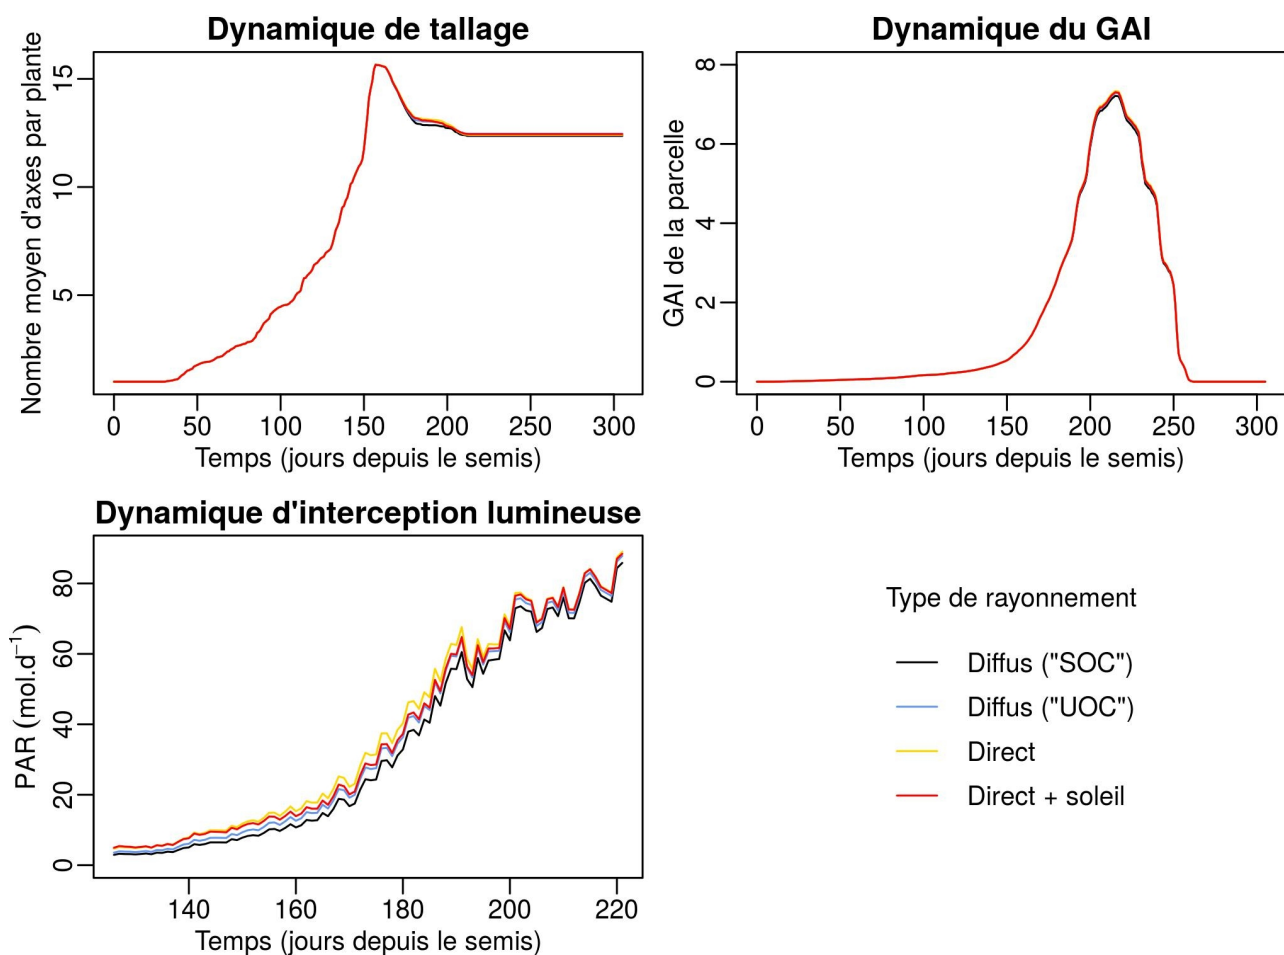 Dynamique de tallage
Nombre moyen d'axes par plante
15
10
5
0 50 100 150 200 250 300
Temps (jours depuis le semis)
Dynamique du GAI
GAI de la parcelle
8
6
4
2
0
0 50 100 150 200 250 300
Temps (jours depuis le semis)
Dynamique d'interception lumineuse
PAR (mol.d⁻¹)
80
60
40
20
0
140 160 180 200 220
Temps (jours depuis le semis)
Type de rayonnement
Diffus ("SOC")
Diffus ("UOC")
Direct
Direct + soleil